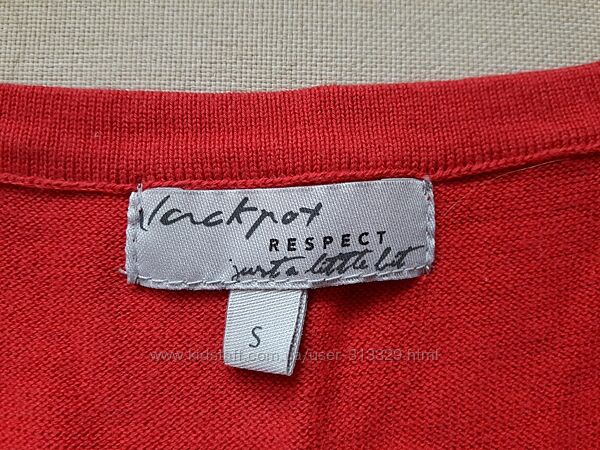 Jackpot
RESPECT
just a little bit
S
www.kidstaff.com.ua/user-313329.html